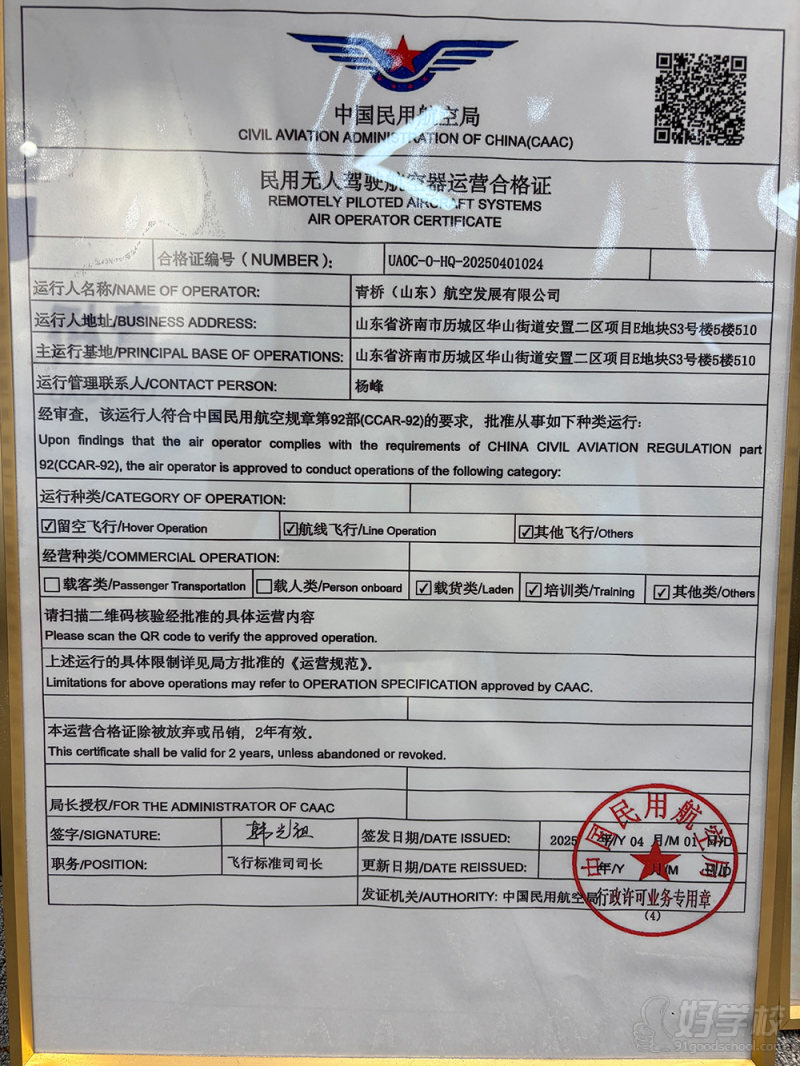 中国民用航空局
CIVIL AVIATION ADMINISTRATION OF CHINA(CAAC)
民用无人驾驶航空器运营合格证
REMOTELY PILOTED AIRCRAFT SYSTEMS
AIR OPERATOR CERTIFICATE
合格证编号（NUMBER）： UAOC-O-HQ-20250401024
运行人名称/NAME OF OPERATOR: 青桥（山东）航空发展有限公司
运行人地址/BUSINESS ADDRESS: 山东省济南市历城区华山街道安置二区项目E地块S3号楼5楼510
主运行基地/PRINCIPAL BASE OF OPERATIONS: 山东省济南市历城区华山街道安置二区项目E地块S3号楼5楼510
运行管理联系人/CONTACT PERSON: 杨峰
经审查，该运行人符合中国民用航空规章第92部(CCAR-92)的要求，批准从事如下种类运行：
Upon findings that the air operator complies with the requirements of CHINA CIVIL AVIATION REGULATION part
92(CCAR-92), the air operator is approved to conduct operations of the following category:
运行种类/CATEGORY OF OPERATION:
☑留空飞行/Hover Operation ☑航线飞行/Line Operation ☑其他飞行/Others
经营种类/COMMERCIAL OPERATION:
☐载客类/Passenger Transportation ☐载人类/Person onboard ☑载货类/Laden ☑培训类/Training ☑其他类/Others
请扫描二维码核验经批准的具体运营内容
Please scan the QR code to verify the approved operation.
上述运行的具体限制详见局方批准的《运营规范》.
Limitations for above operations may refer to OPERATION SPECIFICATION approved by CAAC.
本运营合格证除被放弃或吊销，2年有效.
This certificate shall be valid for 2 years, unless abandoned or revoked.
局长授权/FOR THE ADMINISTRATOR OF CAAC
签字/SIGNATURE: 韩光祖 签发日期/DATE ISSUED: 2025 年/Y 04 月/M 01 日/D
职务/POSITION: 飞行标准司司长 更新日期/DATE REISSUED: 年/Y 月/M 日/D
发证机关/AUTHORITY: 中国民用航空局
中国民用航空局
行政许可业务专用章
(4)
好学校
91goodschool.com